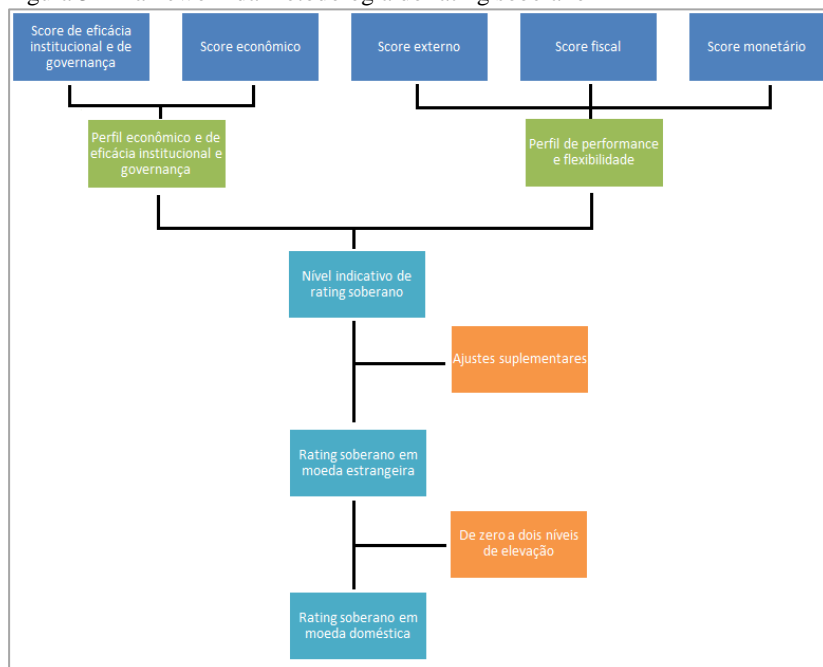 Score de eficácia
institucional e de
governança
Score econômico
Score externo
Score fiscal
Score monetário
Perfil econômico e de
eficácia institucional e
governança
Perfil de performance
e flexibilidade
Nível indicativo de
rating soberano
Ajustes suplementares
Rating soberano em
moeda estrangeira
De zero a dois níveis
de elevação
Rating soberano em
moeda doméstica